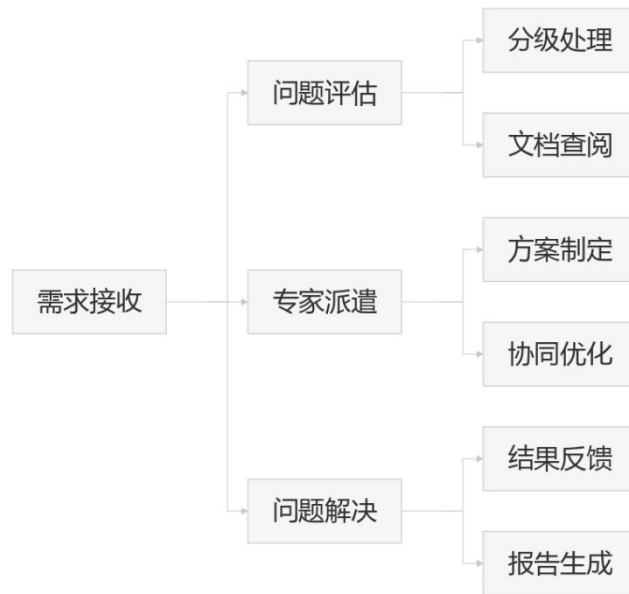 需求接收
问题评估
分级处理
文档查阅
专家派遣
方案制定
协同优化
问题解决
结果反馈
报告生成